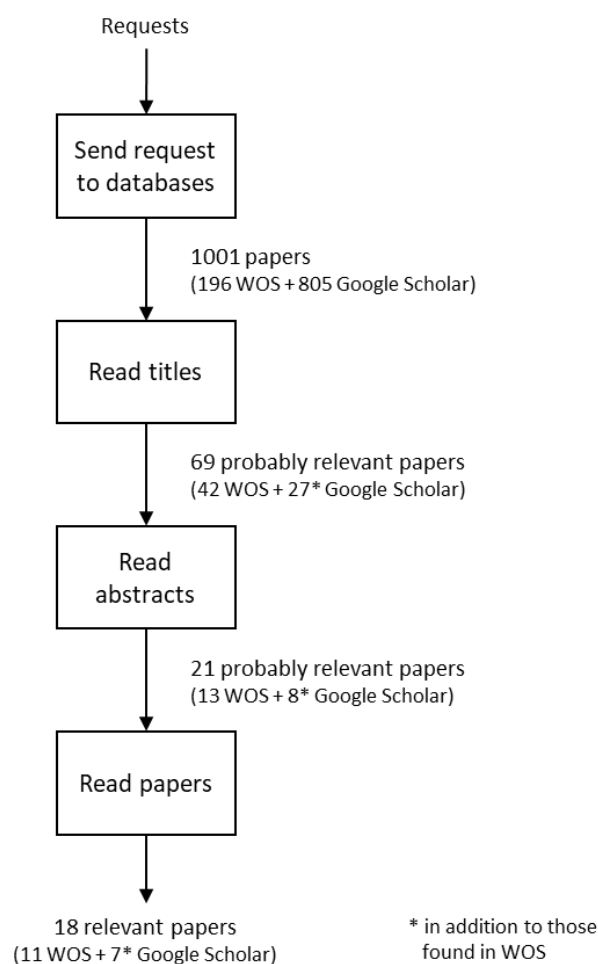 Requests
Send request
to databases
1001 papers
(196 WOS + 805 Google Scholar)
Read titles
69 probably relevant papers
(42 WOS + 27* Google Scholar)
Read
abstracts
21 probably relevant papers
(13 WOS + 8* Google Scholar)
Read papers
18 relevant papers
(11 WOS + 7* Google Scholar)
* in addition to those
found in WOS